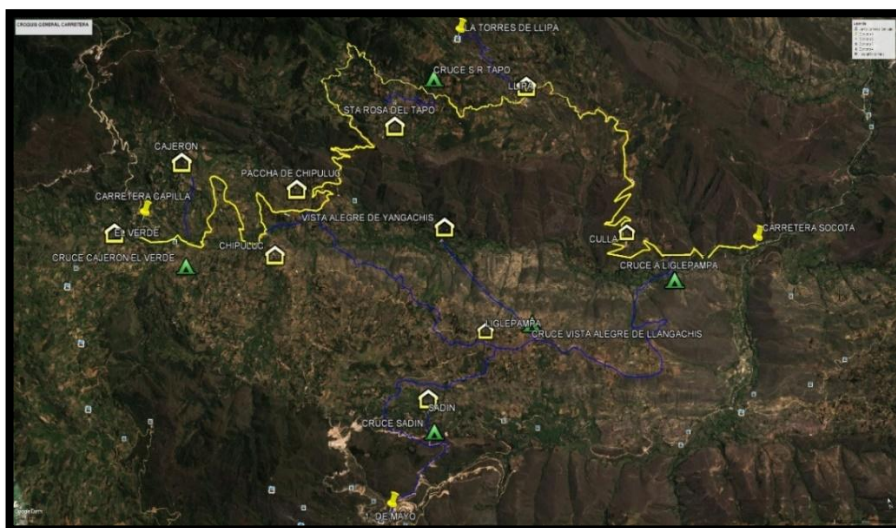 CROQUIS GENERAL CARRETERA
LA TORRES DE LLIPA
CRUCE S R TAPO
LLIPA
STA ROSA DEL TAPO
CAJERON
PACCHA DE CHIPULUC
CARRETERA CAPILLA
VISTA ALEGRE DE YANGACHIS
EL VERDE
CARRETERA SOCOTA
CULLA
CHIPULUC
CRUCE CAJERON EL VERDE
CRUCE A LIGLEPAMPA
LIGLEPAMPA
CRUCE VISTA ALEGRE DE LLANGACHIS
SADIN
CRUCE SADIN
DE MAYO